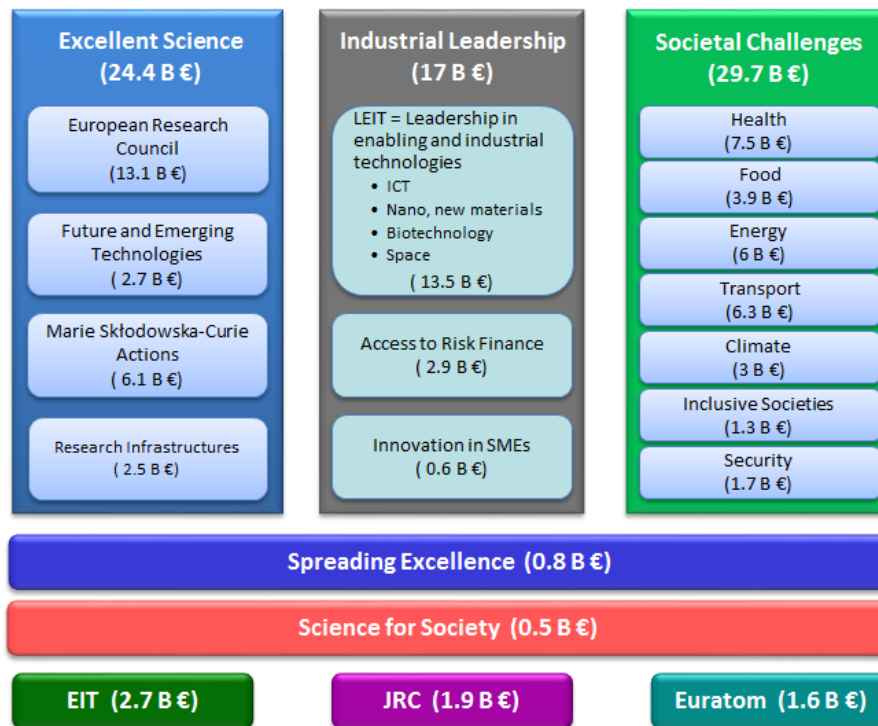 Excellent Science
(24.4 B €)
European Research
Council
(13.1 B €)
Future and Emerging
Technologies
( 2.7 B €)
Marie Skłodowska-Curie
Actions
( 6.1 B €)
Research Infrastructures
( 2.5 B €)
Industrial Leadership
(17 B €)
LEIT = Leadership in
enabling and industrial
technologies
• ICT
• Nano, new materials
• Biotechnology
• Space
( 13.5 B €)
Access to Risk Finance
( 2.9 B €)
Innovation in SMEs
( 0.6 B €)
Societal Challenges
(29.7 B €)
Health
(7.5 B €)
Food
(3.9 B €)
Energy
(6 B €)
Transport
(6.3 B €)
Climate
(3 B €)
Inclusive Societies
(1.3 B €)
Security
(1.7 B €)
Spreading Excellence (0.8 B €)
Science for Society (0.5 B €)
EIT (2.7 B €)
JRC (1.9 B €)
Euratom (1.6 B €)